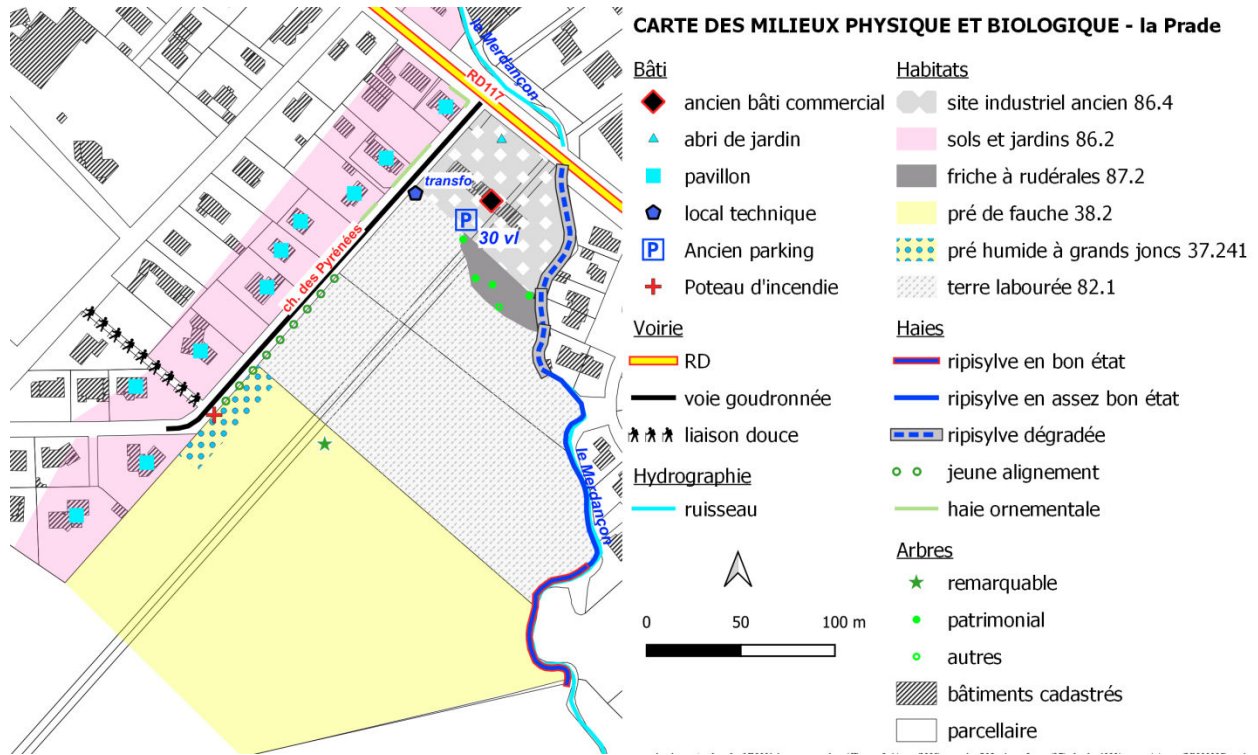 le Merdançon
RD117
transfo
P
30 vl
ch. des Pyrénées
le Merdançon
CARTE DES MILIEUX PHYSIQUE ET BIOLOGIQUE - la Prade
Bâti
ancien bâti commercial
abri de jardin
pavillon
local technique
P Ancien parking
Poteau d'incendie
Voirie
RD
voie goudronnée
liaison douce
Hydrographie
ruisseau
0 50 100 m
Habitats
site industriel ancien 86.4
sols et jardins 86.2
friche à rudérales 87.2
pré de fauche 38.2
pré humide à grands joncs 37.241
terre labourée 82.1
Haies
ripisylve en bon état
ripisylve en assez bon état
ripisylve dégradée
jeune alignement
haie ornementale
Arbres
remarquable
patrimonial
autres
bâtiments cadastrés
parcellaire